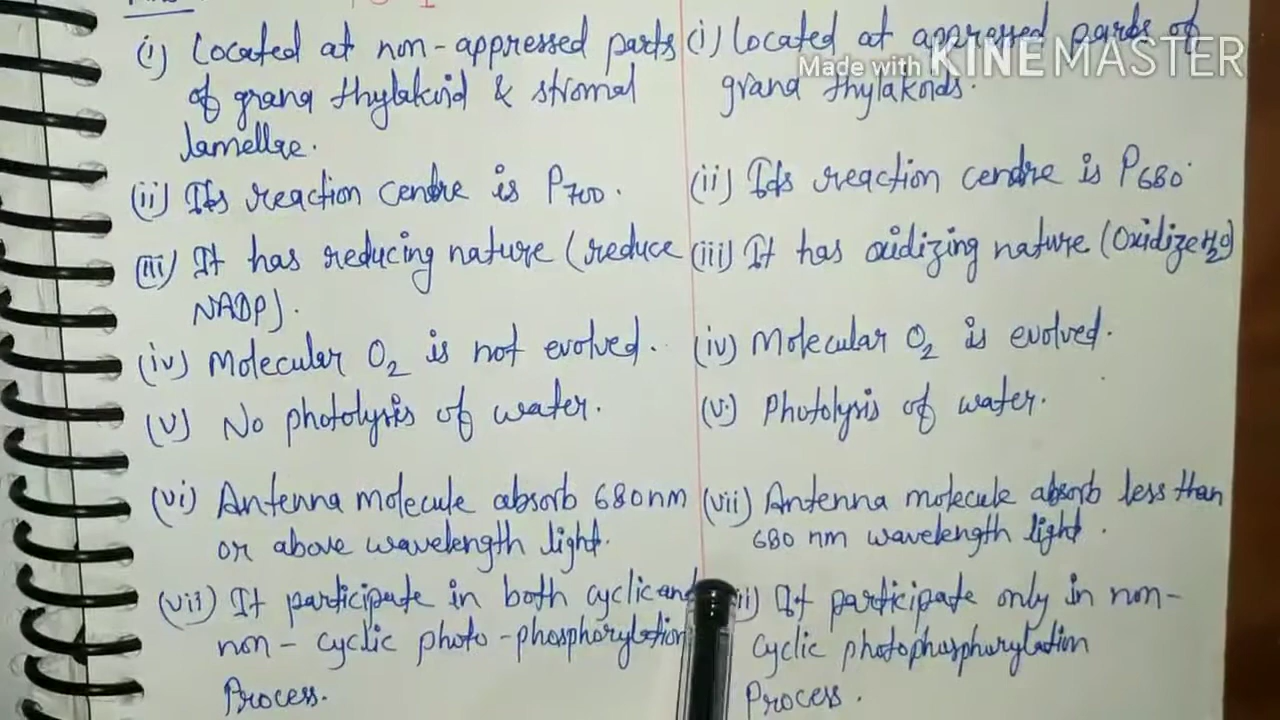 (i) Located at non-appressed parts
of grana thylakoid & stromal
lamellae.
(ii) Its reaction centre is P700.
(iii) It has reducing nature (reduce
NADP).
(iv) Molecular O2 is not evolved.
(v) No photolysis of water.
(vi) Antenna molecule absorb 680nm
or above wavelength light.
(vii) It participate in both cyclic and
non-cyclic photo-phosphorylation
Process.
(i) Located at appressed parts of
grana thylakoids.
(ii) Its reaction centre is P680.
(iii) It has oxidizing nature (Oxidize H2O)
(iv) Molecular O2 is evolved.
(v) Photolysis of water.
(vii) Antenna molecule absorb less than
680 nm wavelength light.
ii) It participate only in non-
cyclic photophosphorylation
Process.
Made with KINEMASTER